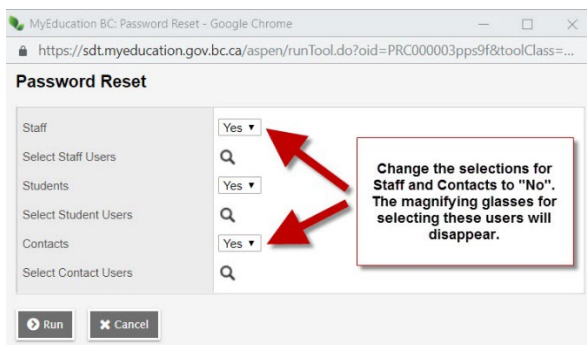 MyEducation BC: Password Reset - Google Chrome
https://sdt.myeducation.gov.bc.ca/aspen/runTool.do?oid=PRC000003pps9f&toolClass=...
Password Reset
Staff Yes
Select Staff Users
Students Yes
Select Student Users
Contacts Yes
Select Contact Users
Change the selections for
Staff and Contacts to "No".
The magnifying glasses for
selecting these users will
disappear.
Run Cancel